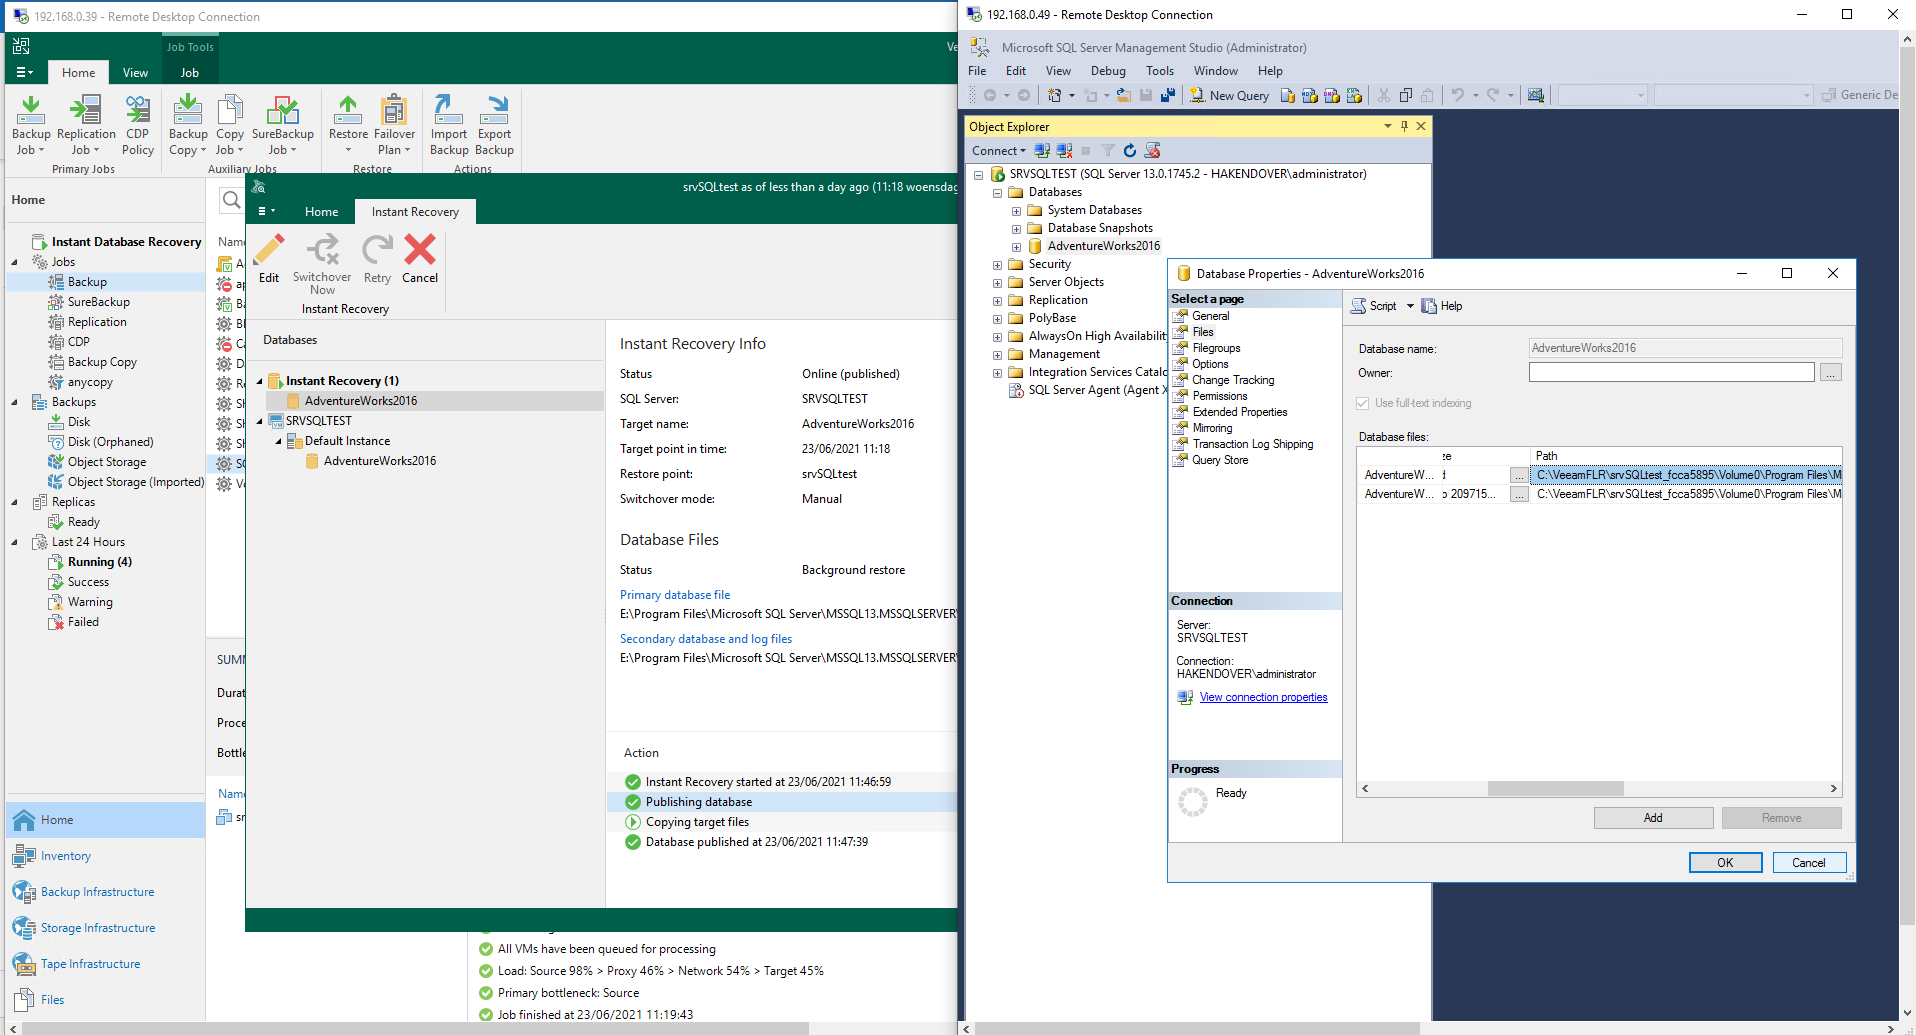 192.168.0.39 - Remote Desktop Connection
Job Tools
Home
View
Job
Backup Job
Replication Job
CDP Policy
Backup Copy
Copy Job
SureBackup Job
Restore
Failover Plan
Import Backup
Export Backup
Primary Jobs
Auxiliary Jobs
Restore
Actions
Home
Instant Database Recovery
Jobs
Backup
SureBackup
Replication
CDP
Backup Copy
anycopy
Backups
Disk
Disk (Orphaned)
Object Storage
Object Storage (Imported)
Replicas
Ready
Last 24 Hours
Running (4)
Success
Warning
Failed
Home
Inventory
Backup Infrastructure
Storage Infrastructure
Tape Infrastructure
Files
srvSQLtest as of less than a day ago (11:18 woensdag
Home
Instant Recovery
Edit
Switchover Now
Retry
Cancel
Instant Recovery
Databases
Instant Recovery (1)
AdventureWorks2016
SRVSQLTEST
Default Instance
AdventureWorks2016
Instant Recovery Info
Status Online (published)
SQL Server: SRVSQLTEST
Target name: AdventureWorks2016
Target point in time: 23/06/2021 11:18
Restore point: srvSQLtest
Switchover mode: Manual
Database Files
Status Background restore
Primary database file
E:\Program Files\Microsoft SQL Server\MSSQL13.MSSQLSERVER\
Secondary database and log files
E:\Program Files\Microsoft SQL Server\MSSQL13.MSSQLSERVER\
Action
Instant Recovery started at 23/06/2021 11:46:59
Publishing database
Copying target files
Database published at 23/06/2021 11:47:39
All VMs have been queued for processing
Load: Source 98% > Proxy 46% > Network 54% > Target 45%
Primary bottleneck: Source
Job finished at 23/06/2021 11:19:43
192.168.0.49 - Remote Desktop Connection
Microsoft SQL Server Management Studio (Administrator)
File Edit View Debug Tools Window Help
New Query
Generic De
Object Explorer
Connect
SRVSQLTEST (SQL Server 13.0.1745.2 - HAKENDOVER\administrator)
Databases
System Databases
Database Snapshots
AdventureWorks2016
Security
Server Objects
Replication
PolyBase
AlwaysOn High Availabilit
Management
Integration Services Catalo
SQL Server Agent (Agent X
Database Properties - AdventureWorks2016
Select a page
General
Files
Filegroups
Options
Change Tracking
Permissions
Extended Properties
Mirroring
Transaction Log Shipping
Query Store
Connection
Server:
SRVSQLTEST
Connection:
HAKENDOVER\administrator
View connection properties
Progress
Ready
Script Help
Database name: AdventureWorks2016
Owner:
...
Use full-text indexing
Database files:
ze Path
AdventureW... d ... C:\VeeamFLR\srvSQLtest_fcca5895\Volume0\Program Files\M
AdventureW... o 209715... ... C:\VeeamFLR\srvSQLtest_fcca5895\Volume0\Program Files\M
Add
Remove
OK
Cancel